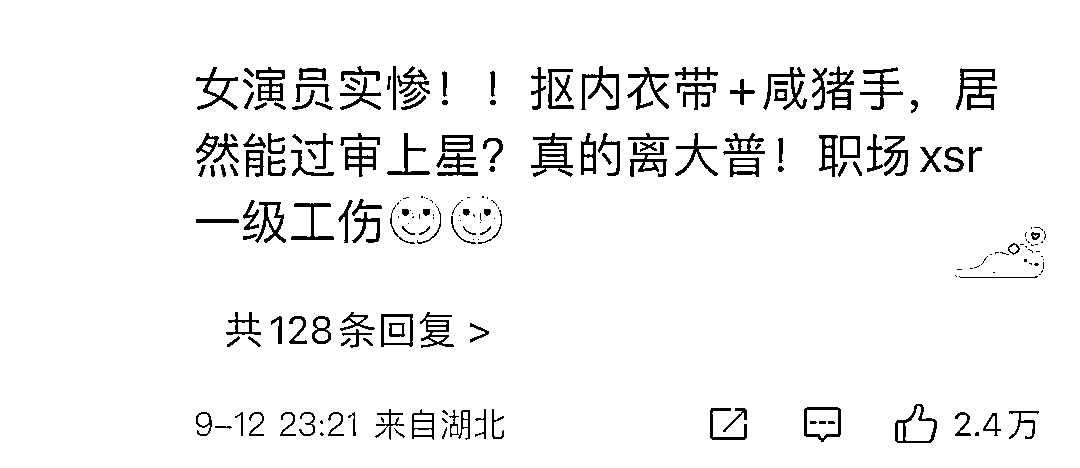 女演员实惨！！抠内衣带+咸猪手，居
然能过审上星？真的离大普！职场xsr
一级工伤
共128条回复 >
9-12 23:21 来自湖北 2.4万